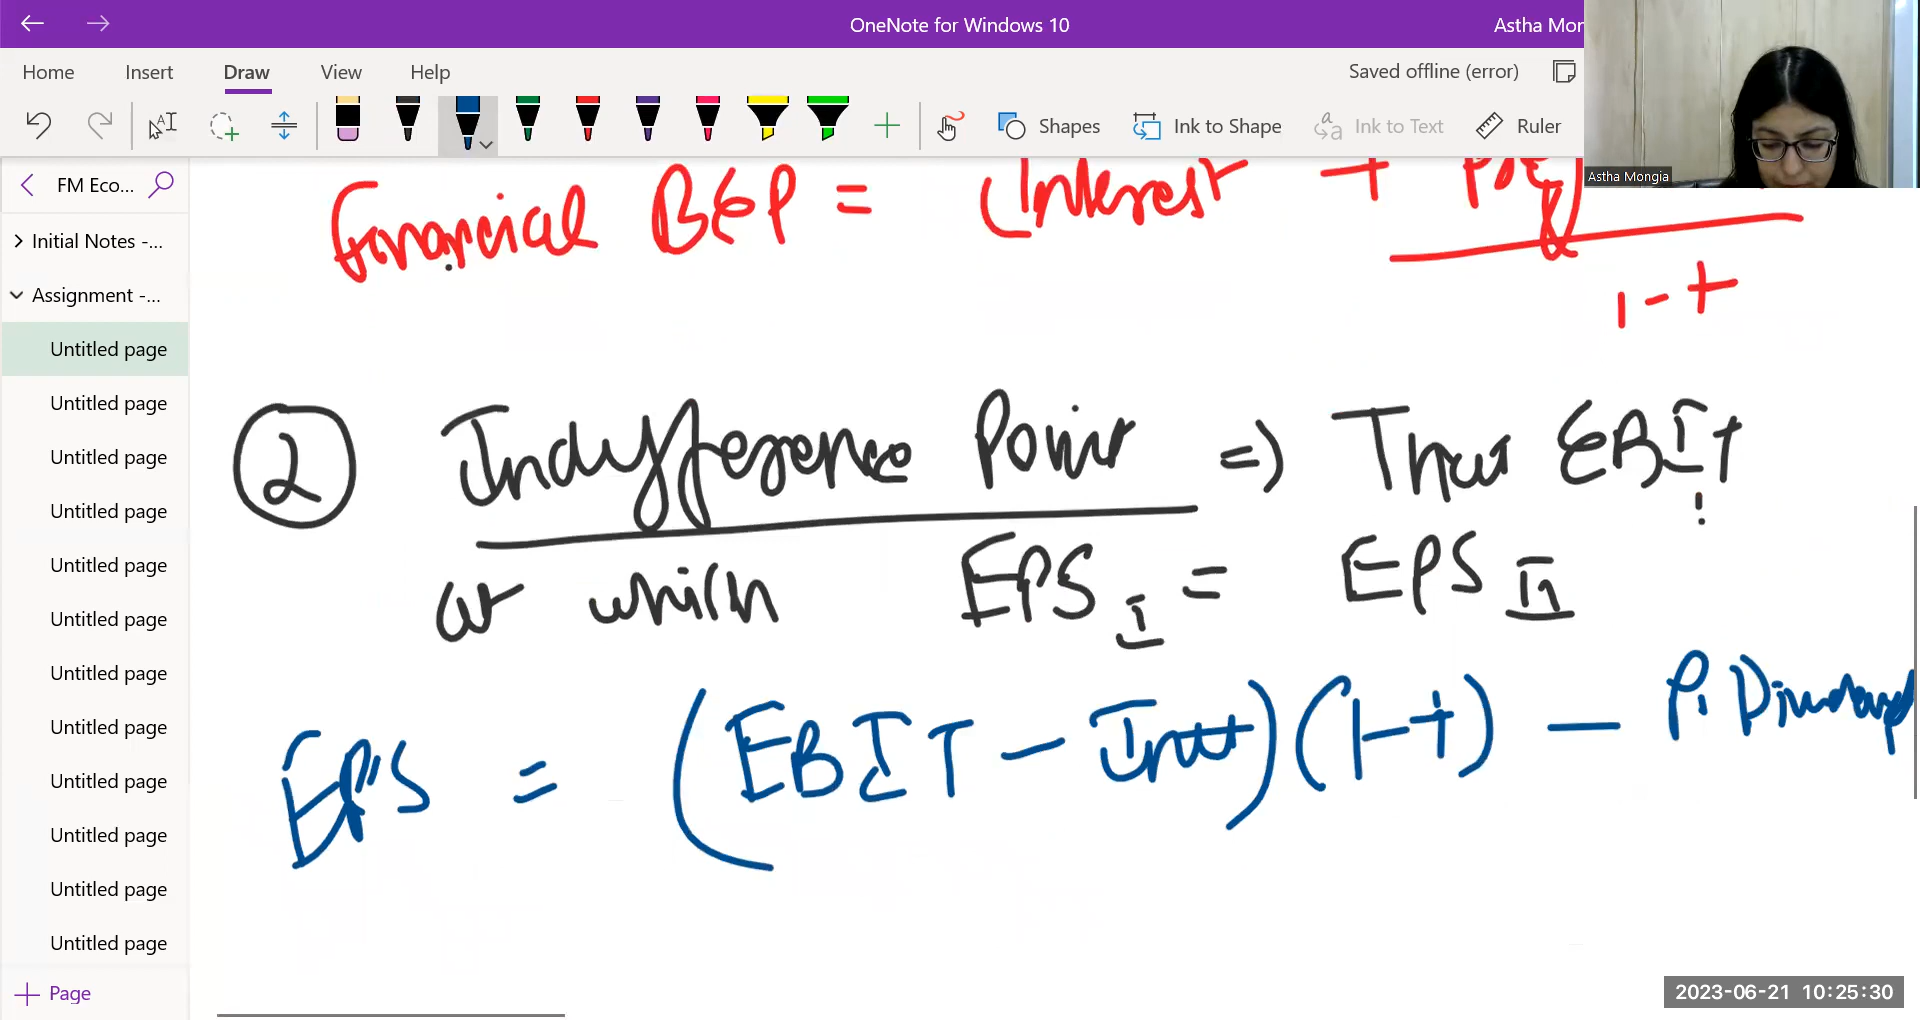 OneNote for Windows 10
Astha Mon
Home Insert Draw View Help
Saved offline (error)
Shapes Ink to Shape Ink to Text Ruler
Astha Mongia
FM Eco...
Initial Notes -...
Assignment -...
Untitled page
Untitled page
Untitled page
Untitled page
Untitled page
Untitled page
Untitled page
Untitled page
Untitled page
Untitled page
Untitled page
Untitled page
Page
Financial BEP = (Interest +
1-t
2 Indifference Point => That EBIT
at which EPS I = EPS II
EPS = (EBIT - Intt) (1-t) - P. Dividend
2023-06-21 10:25:30